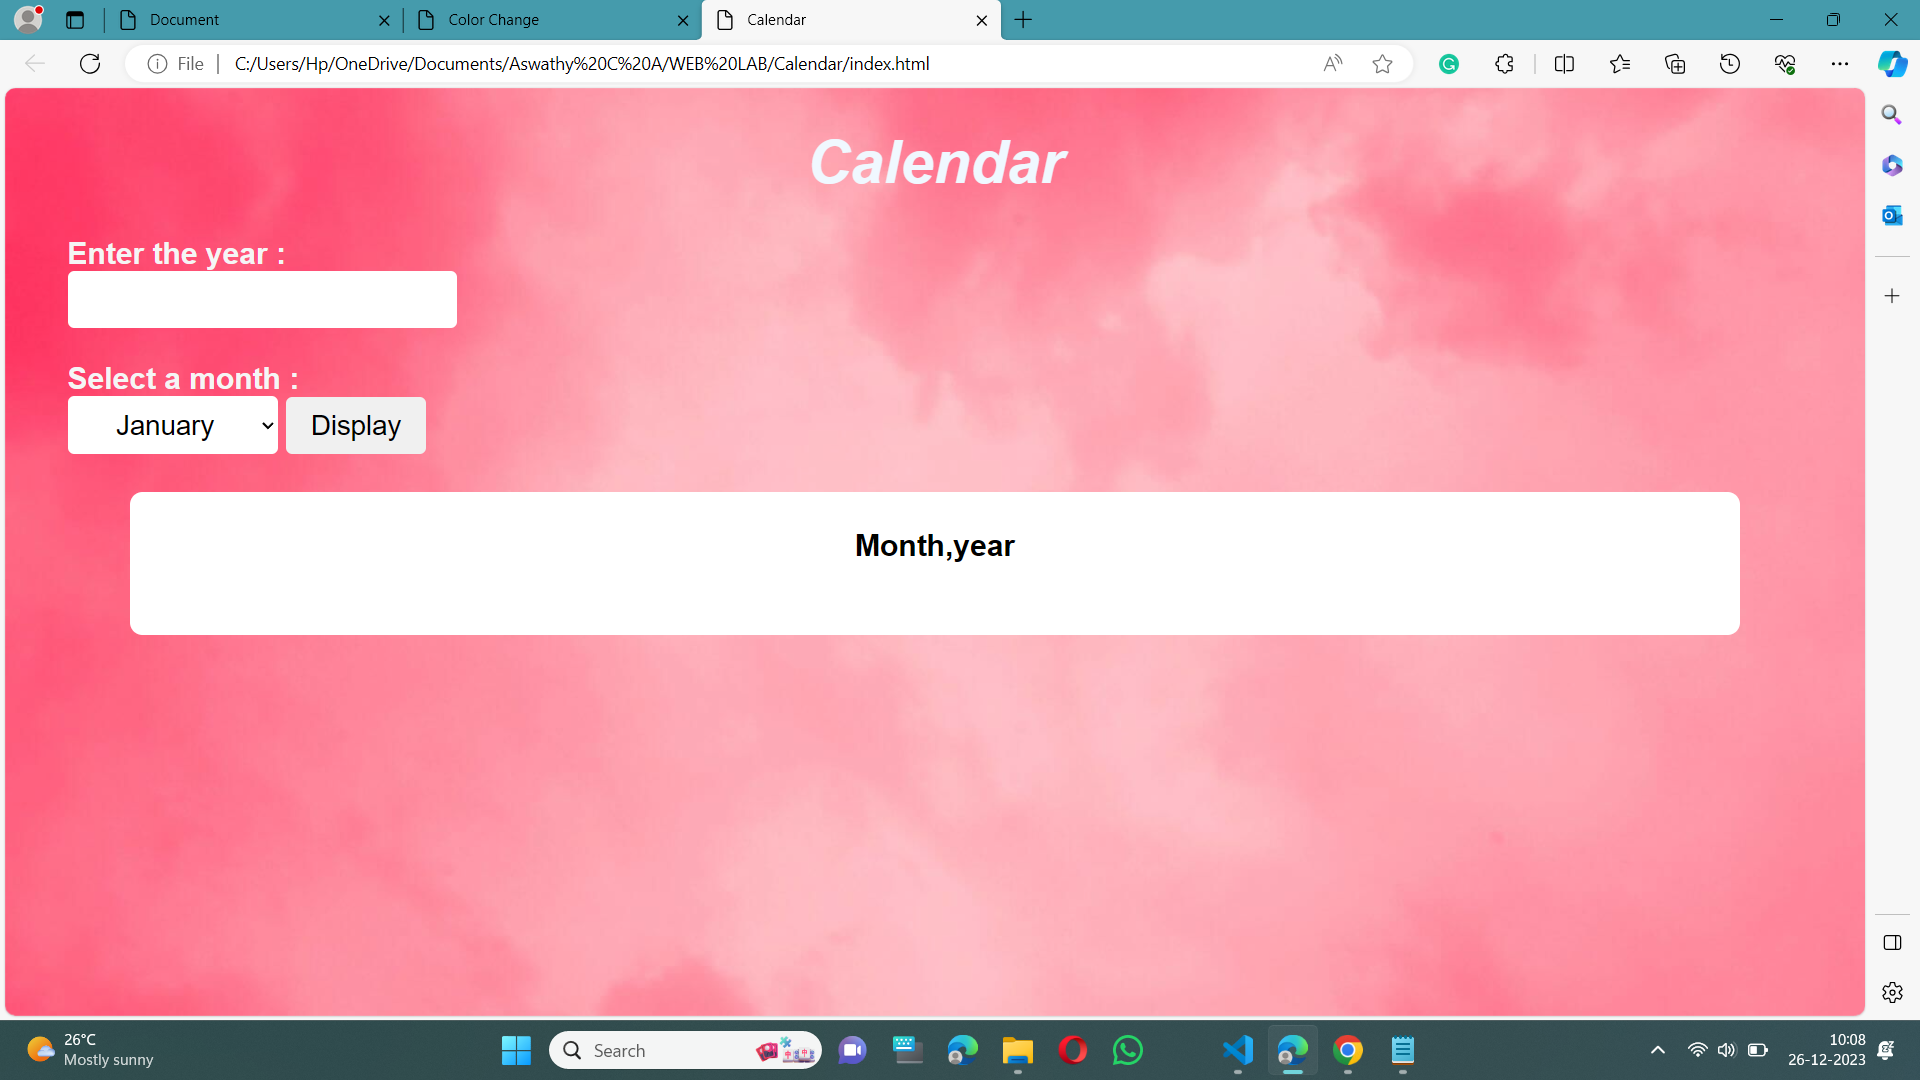 Document
Color Change
Calendar
File
C:/Users/Hp/OneDrive/Documents/Aswathy%20C%20A/WEB%20LAB/Calendar/index.html
Calendar
Enter the year :
Select a month :
January
Display
Month,year
26°C
Mostly sunny
Search
10:08
26-12-2023